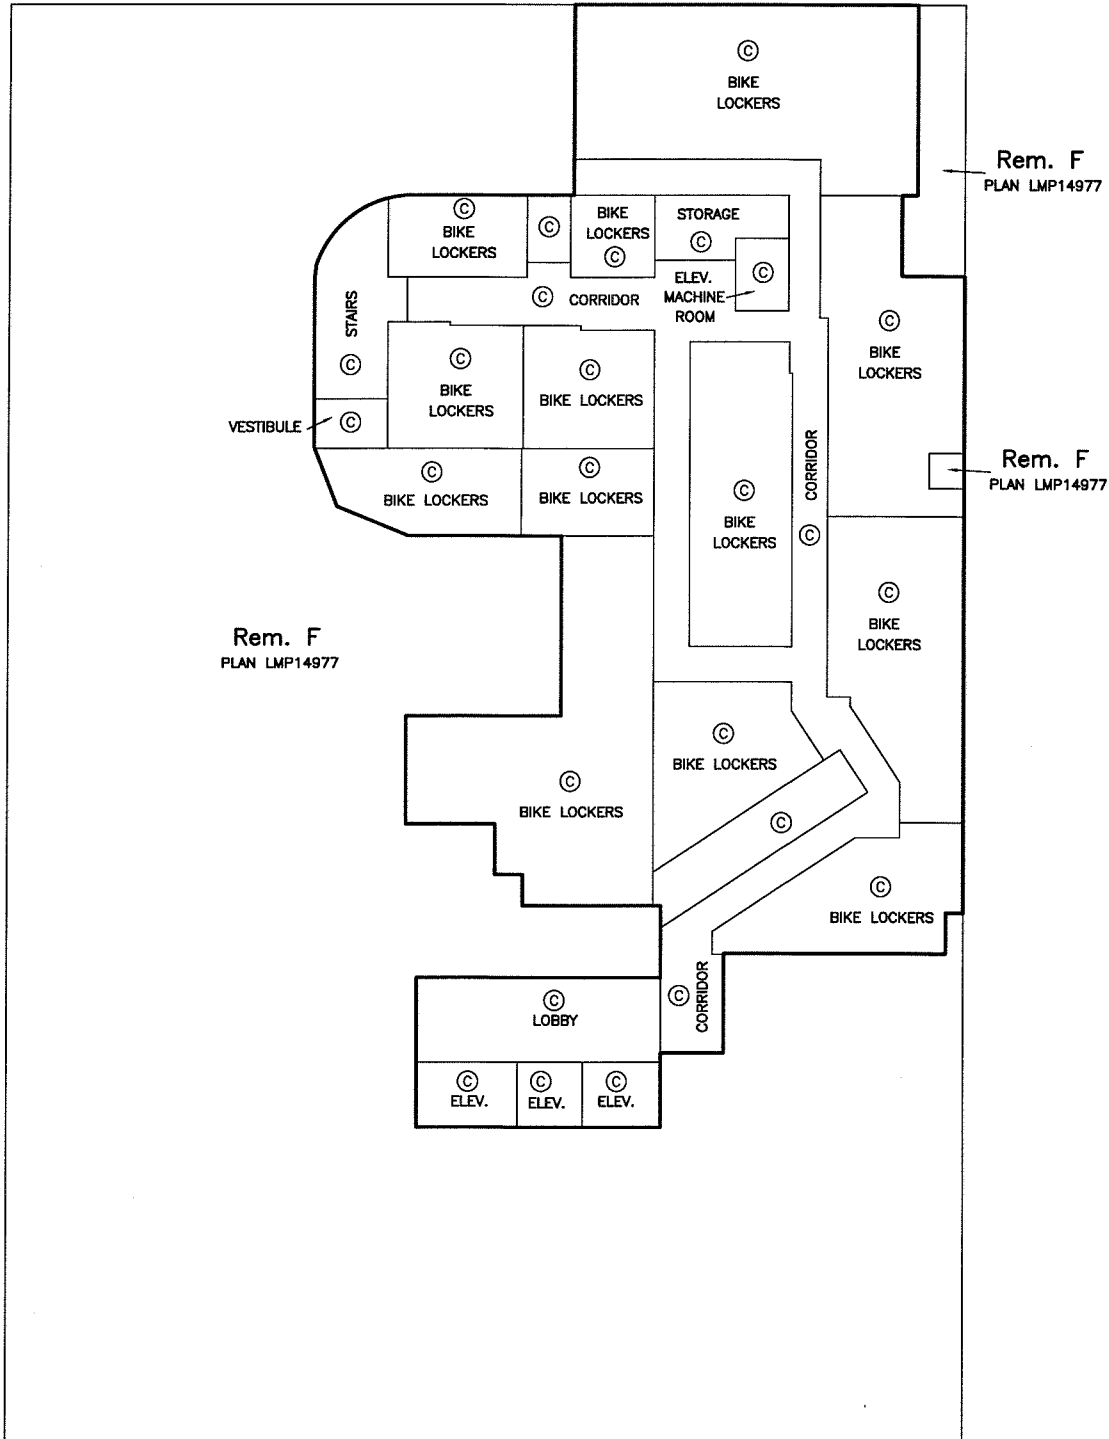 C
BIKE
LOCKERS
Rem. F
PLAN LMP14977
C
BIKE
LOCKERS
C
BIKE
LOCKERS
C
STORAGE
C
C
ELEV.
MACHINE
ROOM
C
CORRIDOR
STAIRS
C
C
BIKE
LOCKERS
C
BIKE
LOCKERS
C
BIKE LOCKERS
VESTIBULE
C
CORRIDOR
C
Rem. F
PLAN LMP14977
C
BIKE LOCKERS
C
BIKE LOCKERS
C
BIKE
LOCKERS
C
BIKE
LOCKERS
Rem. F
PLAN LMP14977
C
BIKE LOCKERS
C
BIKE LOCKERS
C
C
BIKE LOCKERS
C
CORRIDOR
C
LOBBY
C
ELEV.
C
ELEV.
C
ELEV.